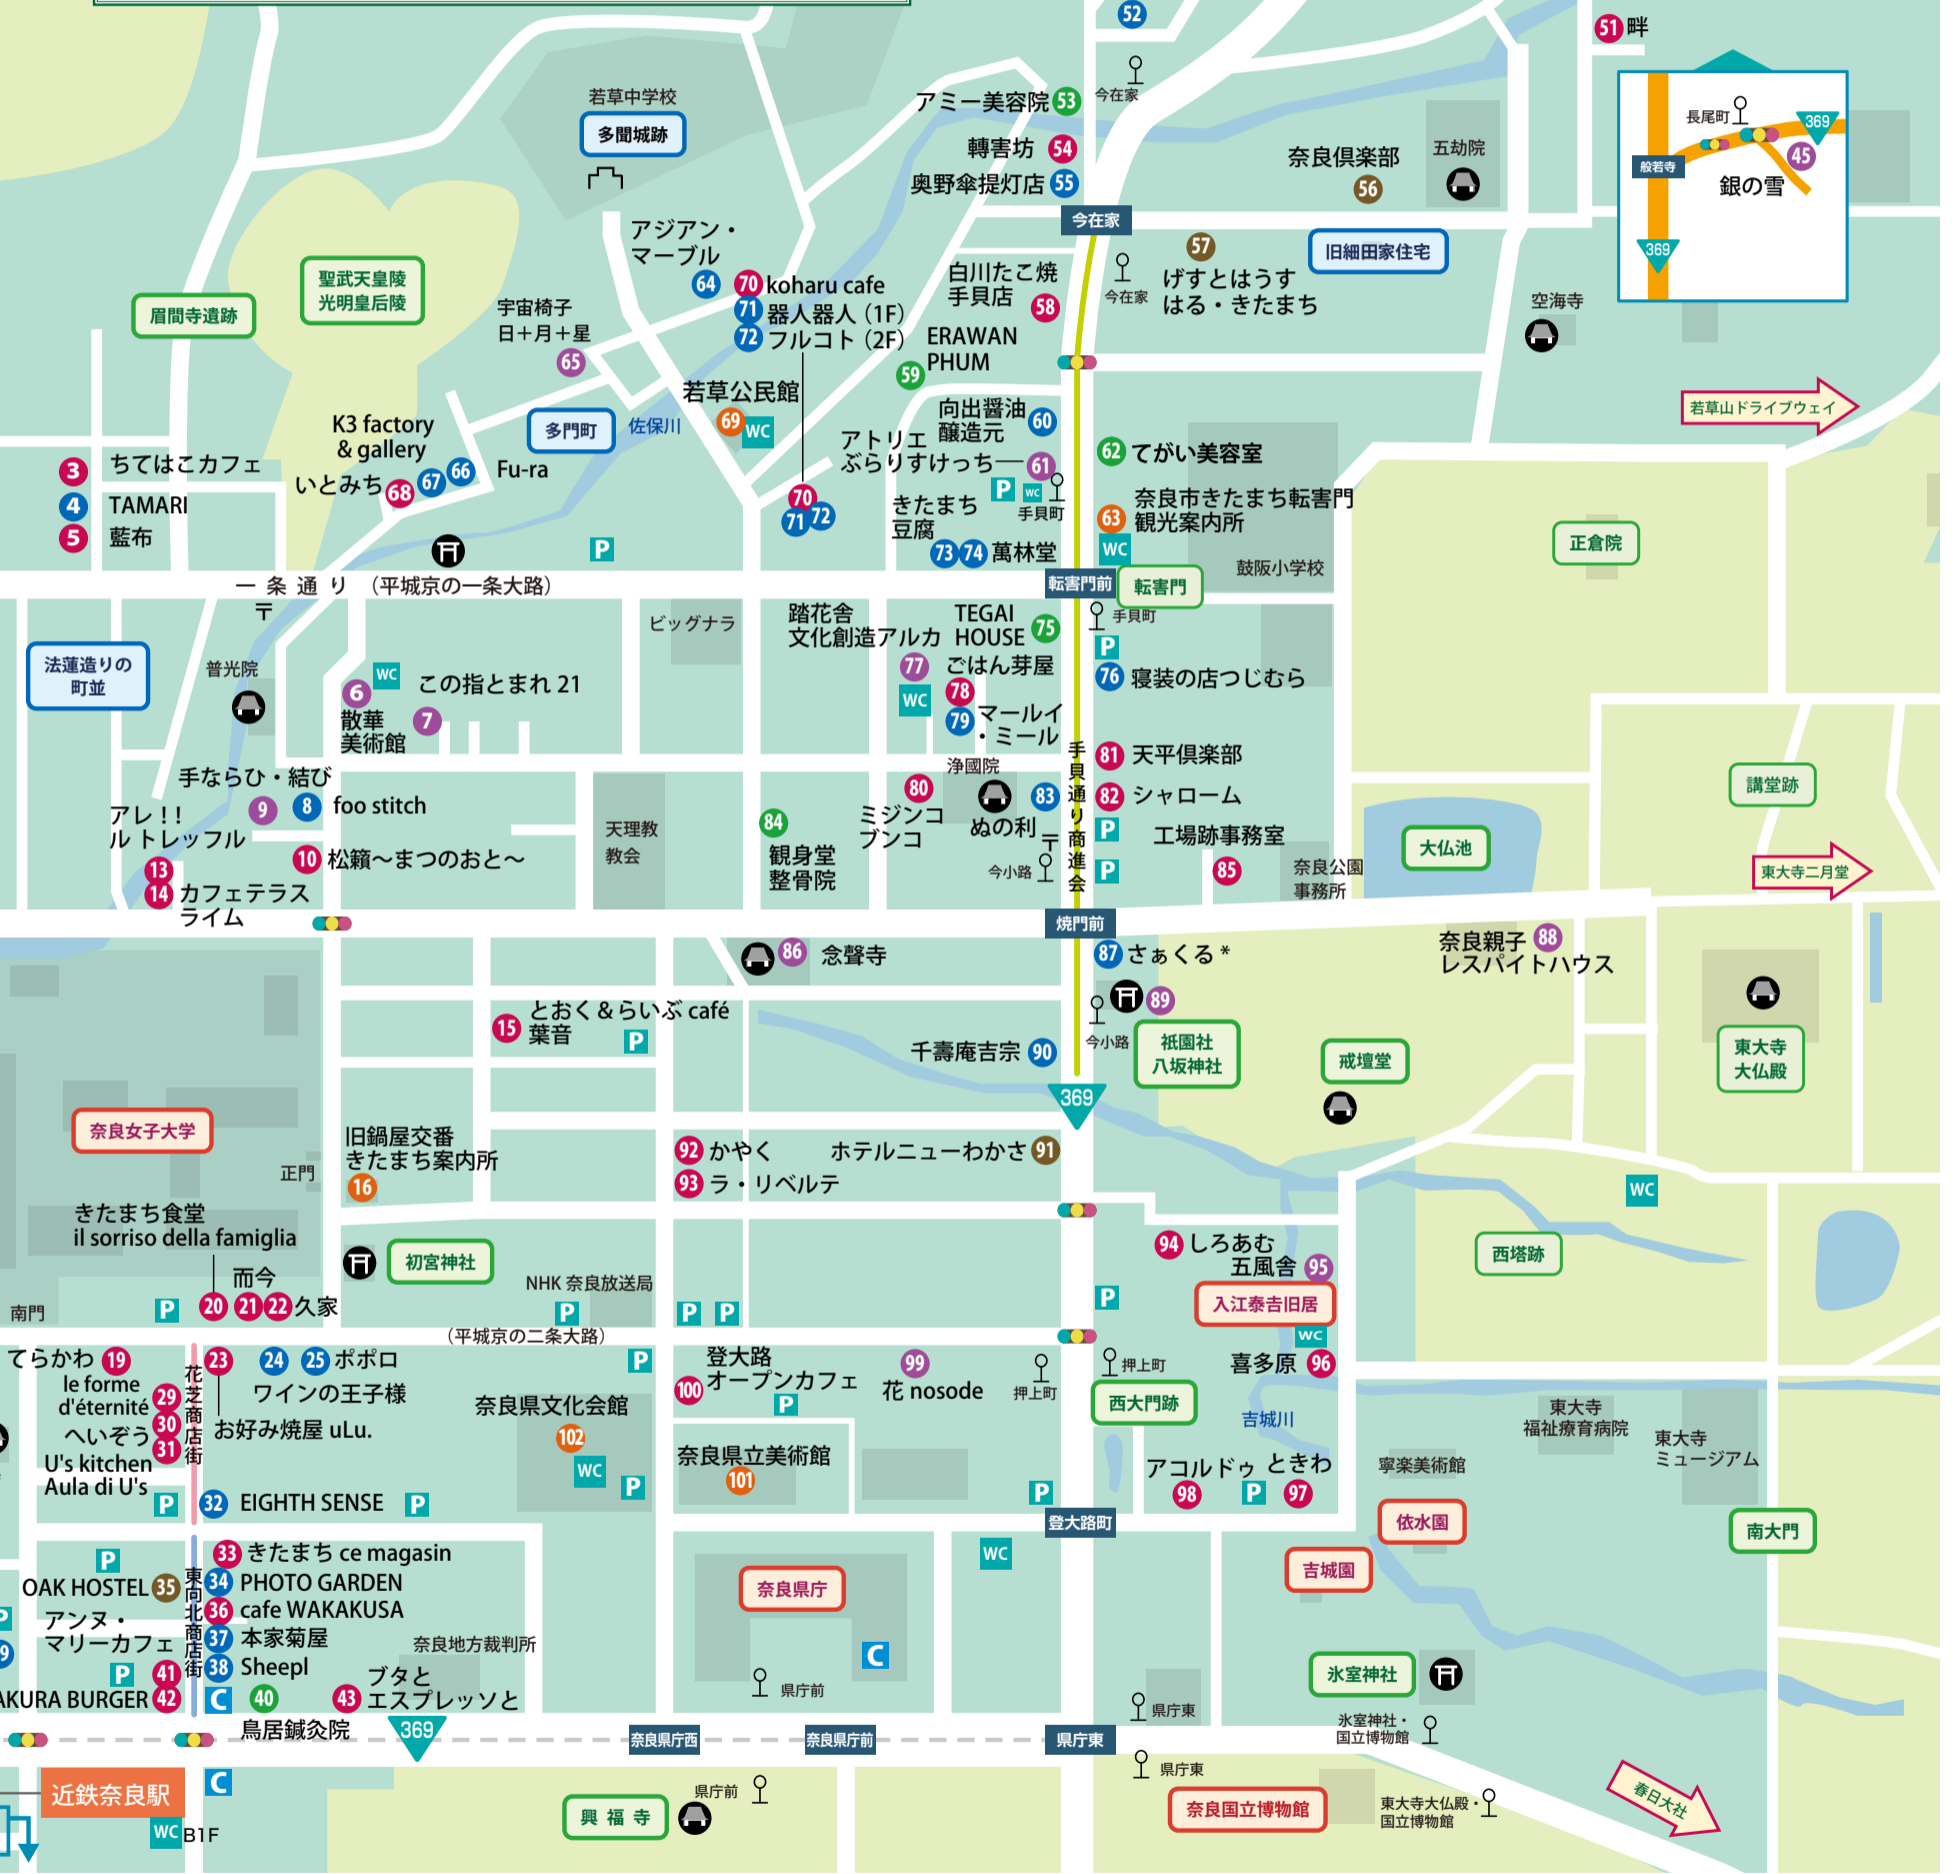 52
51 畔
今在家
長尾町
369
般若寺
45
銀の雪
369
若草中学校
多聞城跡
アミー美容院 53
轉害坊 54
奥野傘提灯店 55
奈良倶楽部
56
五劫院
今在家
57
げすとはうす
はる・きたまち
今在家
旧細田家住宅
空海寺
若草山ドライブウェイ
アジアン・
マーブル
64
70 koharu cafe
71 器人器人（1F）
72 フルコト（2F）
白川たこ焼
手貝店
58
ERAWAN
PHUM
59
眉間寺遺跡
聖武天皇陵
光明皇后陵
宇宙椅子
日＋月＋星
65
若草公民館
69 WC
多門町
佐保川
K3 factory
& gallery
いとみち 68 67 66 Fu-ra
向出醤油
醸造元
60
アトリエ
ぶらりすけっち 61
P WC
手貝町
62 てがい美容室
奈良市きたまち転害門
63 観光案内所
WC
鼓阪小学校
正倉院
3 ちてはこカフェ
4 TAMARI
5 藍布
70
71 72
きたまち
豆腐
73 74 萬林堂
P
一条通り（平城京の一条大路）
〒
転害門前
転害門
手貝町
P
76 寝装の店つじむら
法蓮造りの
町並
普光院
WC
6
散華
美術館
この指とまれ 21
7
ビッグナラ
踏花舎
文化創造アルカ
77
WC
TEGAI
HOUSE 75
ごはん芽屋
78
79 マールイ
・ミール
手貝通り商進会
81 天平倶楽部
82 シャローム
P
工場跡事務室
85
P
奈良公園
事務所
大仏池
講堂跡
東大寺二月堂
手ならひ・結び
9 8 foo stitch
アレ！！
ル トレッフル
13
14 カフェテラス
ライム
10 松籟～まつのおと～
天理教
教会
84
観身堂
整骨院
浄國院
80
ミジンコ
ブンコ
83
ぬの利
〒
今小路
焼門前
86 念聲寺
87 さぁくる *
89
今小路
祇園社
八坂神社
奈良親子 88
レスパイトハウス
戒壇堂
東大寺
大仏殿
15 とおく＆らいぶ café
葉音
P
千壽庵吉宗 90
369
奈良女子大学
正門
旧鍋屋交番
きたまち案内所
16
92 かやく
93 ラ・リベルテ
ホテルニューわかさ 91
WC
西塔跡
きたまち食堂
il sorriso della famiglia
而今
20 21 22 久家
P
南門
初宮神社
NHK 奈良放送局
P
P P
94 しろあむ
五風舎 95
入江泰吉旧居
WC
P
喜多原 96
（平城京の二条大路）
てらかわ 19
花芝商店街
23
お好み焼屋 uLu.
24 25 ポポロ
ワインの王子様
le forme
d'éternité 29
へいぞう 30
31
U's kitchen
Aula di U's
P
32 EIGHTH SENSE P
P
奈良県文化会館
102
WC P
登大路
100 オープンカフェ
P
99
花 nosode
押上町
押上町
西大門跡
奈良県立美術館
101
P
吉城川
アコルドゥ
98
P
ときわ
97
東大寺
福祉療育病院
東大寺
ミュージアム
寧楽美術館
依水園
吉城園
南大門
登大路町
WC
P
東向北商店街
33 きたまち ce magasin
34 PHOTO GARDEN
OAK HOSTEL 35
36 cafe WAKAKUSA
アンヌ・
マリーカフェ
37 本家菊屋
38 Sheepl
P 41
AKURA BURGER 42
C 40
鳥居鍼灸院
43 ブタと
エスプレッソと
奈良地方裁判所
369
奈良県庁
C
県庁前
奈良県庁西
奈良県庁前
県庁東
県庁東
県庁東
氷室神社
氷室神社・
国立博物館
近鉄奈良駅
C
WC B1F
興福寺
県庁前
奈良国立博物館
東大寺大仏殿・
国立博物館
春日大社